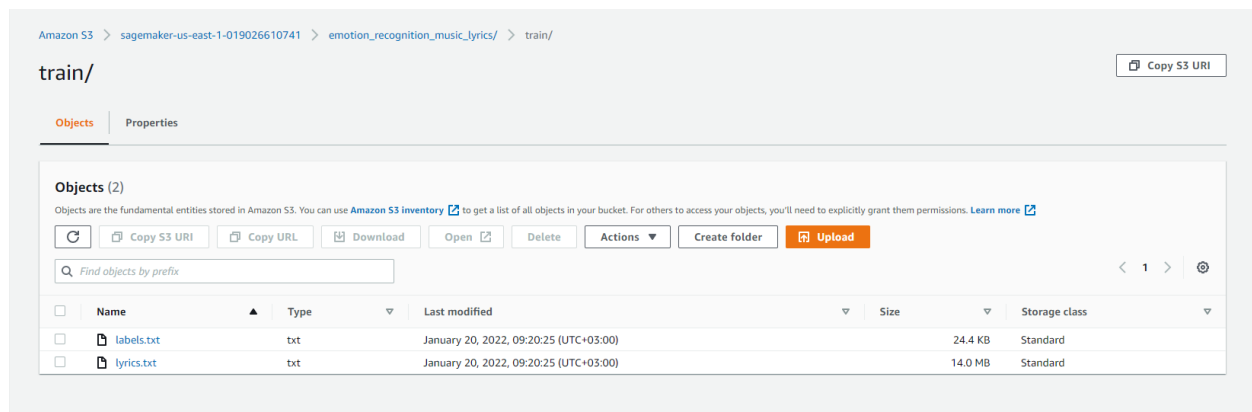 Amazon S3 > sagemaker-us-east-1-019026610741 > emotion_recognition_music_lyrics/ > train/
train/
Copy S3 URI
Objects Properties
Objects (2)
Objects are the fundamental entities stored in Amazon S3. You can use Amazon S3 inventory to get a list of all objects in your bucket. For others to access your objects, you'll need to explicitly grant them permissions. Learn more
Copy S3 URI Copy URL Download Open Delete Actions Create folder Upload
Find objects by prefix
< 1 >
Name Type Last modified Size Storage class
labels.txt txt January 20, 2022, 09:20:25 (UTC+03:00) 24.4 KB Standard
lyrics.txt txt January 20, 2022, 09:20:25 (UTC+03:00) 14.0 MB Standard